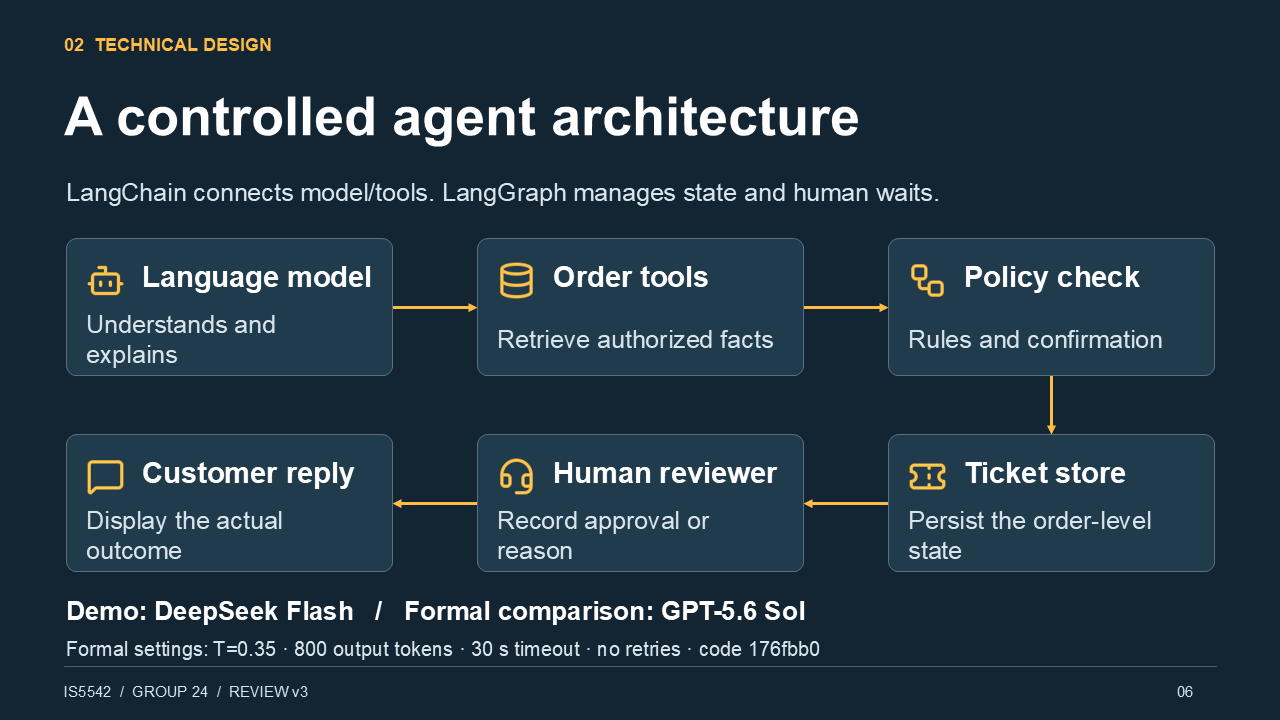 02 TECHNICAL DESIGN
A controlled agent architecture
LangChain connects model/tools. LangGraph manages state and human waits.
Language model
Understands and
explains
Order tools
Retrieve authorized facts
Policy check
Rules and confirmation
Customer reply
Display the actual
outcome
Human reviewer
Record approval or
reason
Ticket store
Persist the order-level
state
Demo: DeepSeek Flash / Formal comparison: GPT-5.6 Sol
Formal settings: T=0.35 · 800 output tokens · 30 s timeout · no retries · code 176fbb0
IS5542 / GROUP 24 / REVIEW v3
06